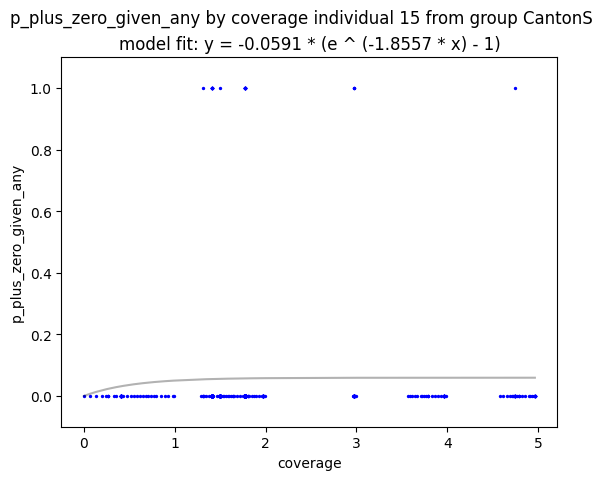 p_plus_zero_given_any by coverage individual 15 from group CantonS
model fit: y = -0.0591 * (e ^ (-1.8557 * x) - 1)
1.0
0.8
0.6
0.4
0.2
0.0
p_plus_zero_given_any
0 1 2 3 4 5
coverage